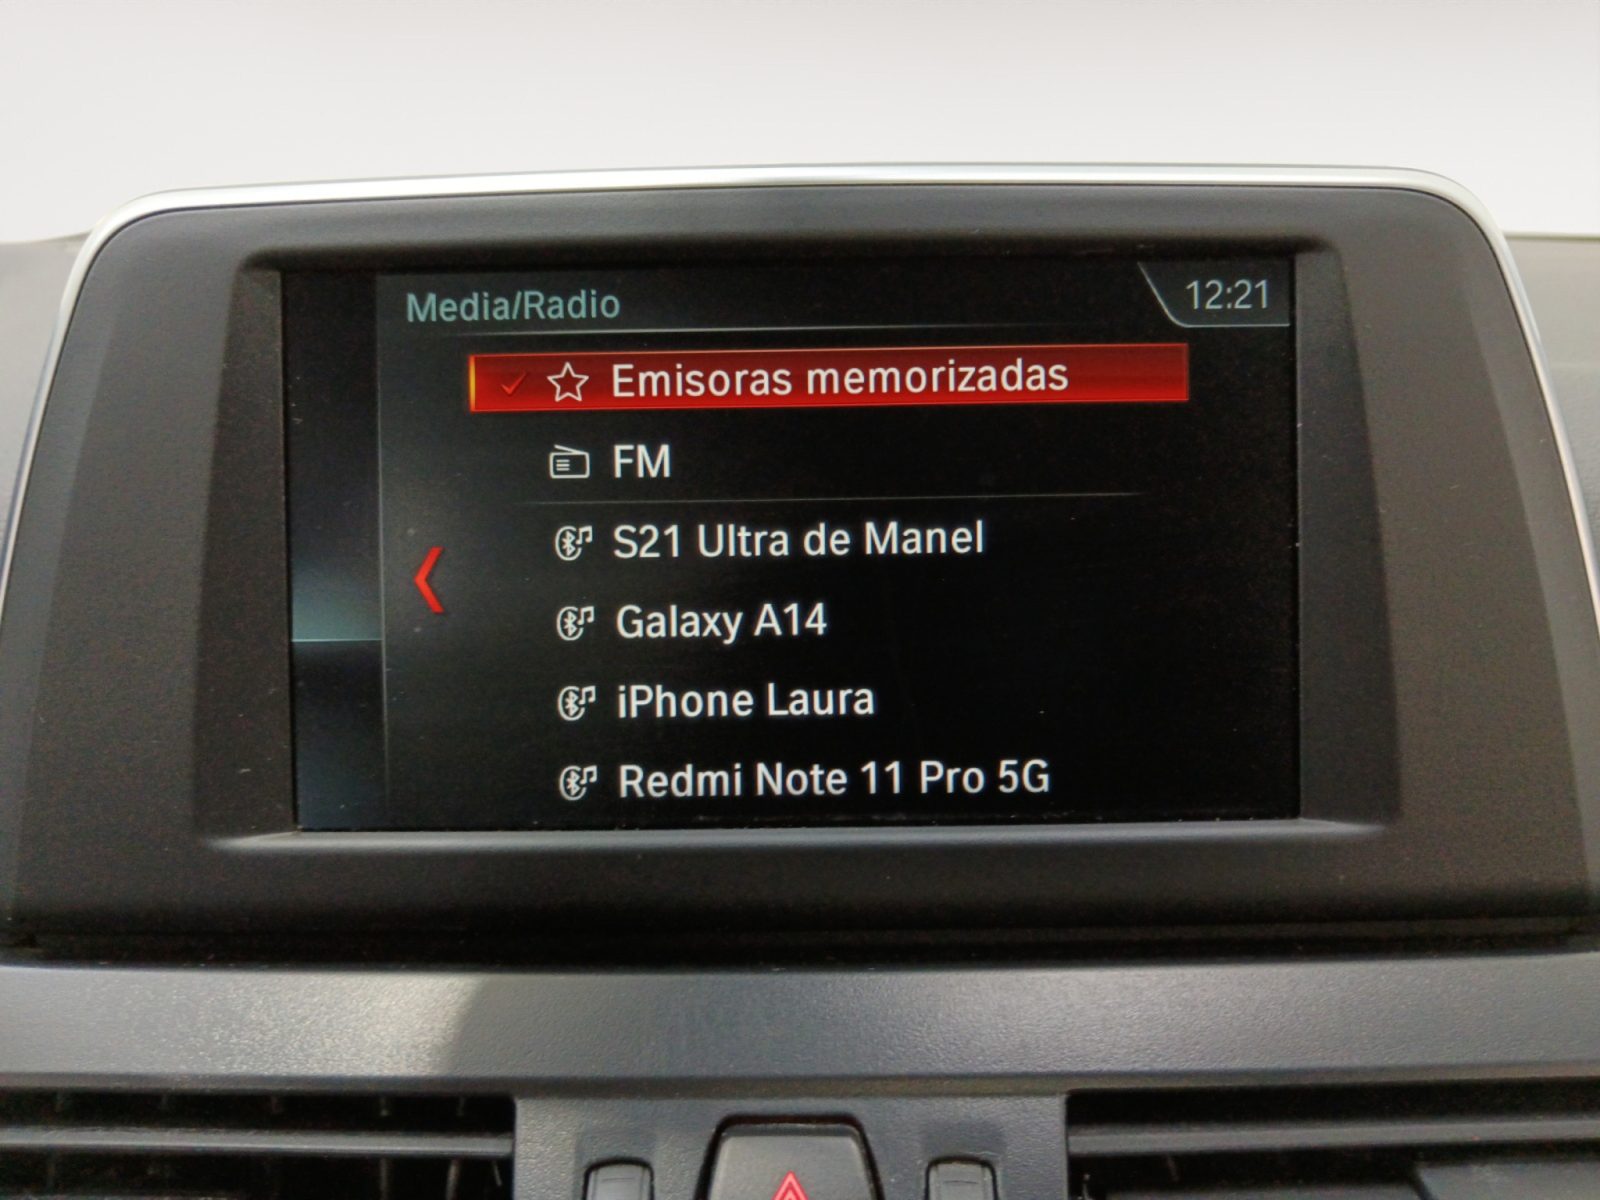 Media/Radio
12:21
Emisoras memorizadas
FM
S21 Ultra de Manel
Galaxy A14
iPhone Laura
Redmi Note 11 Pro 5G